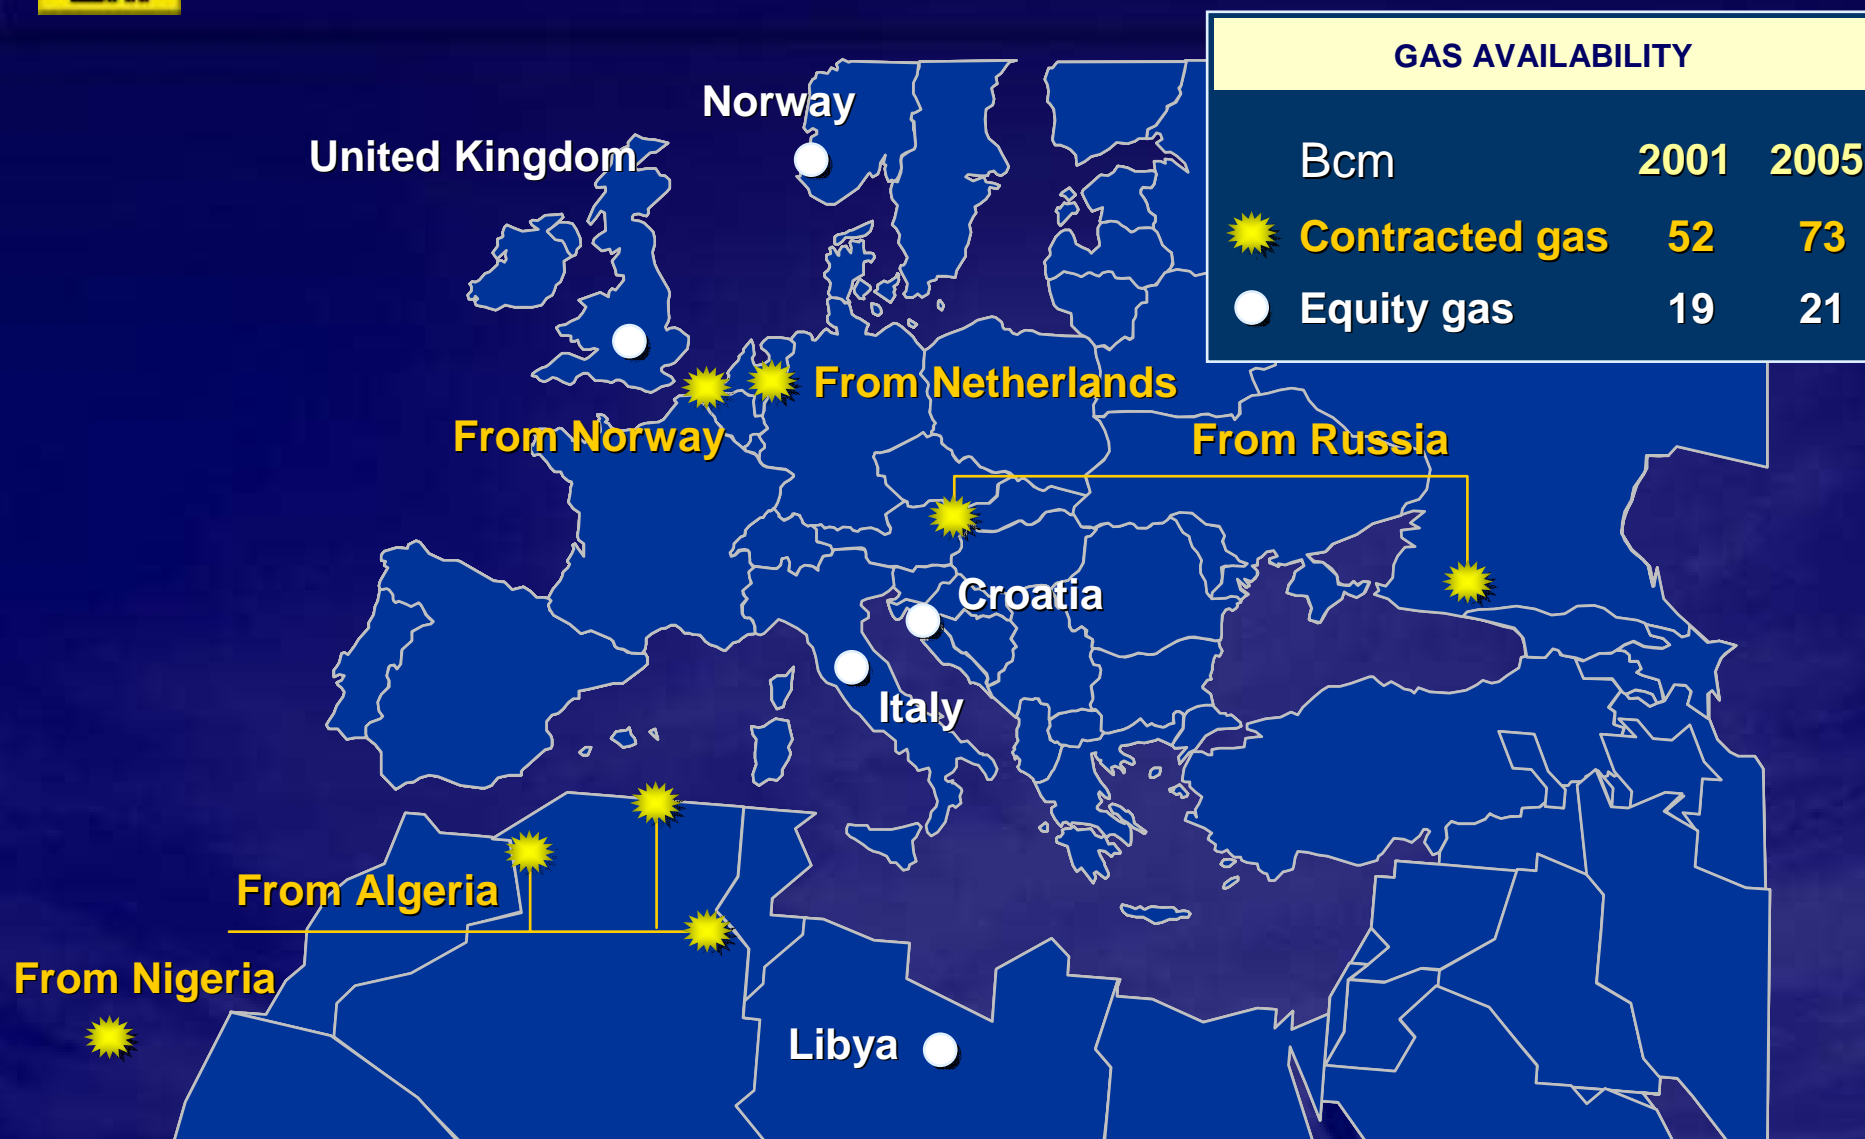 GAS AVAILABILITY
Bcm 2001 2005
Contracted gas 52 73
Equity gas 19 21
Norway
United Kingdom
From Netherlands
From Norway
From Russia
Croatia
Italy
From Algeria
From Nigeria
Libya